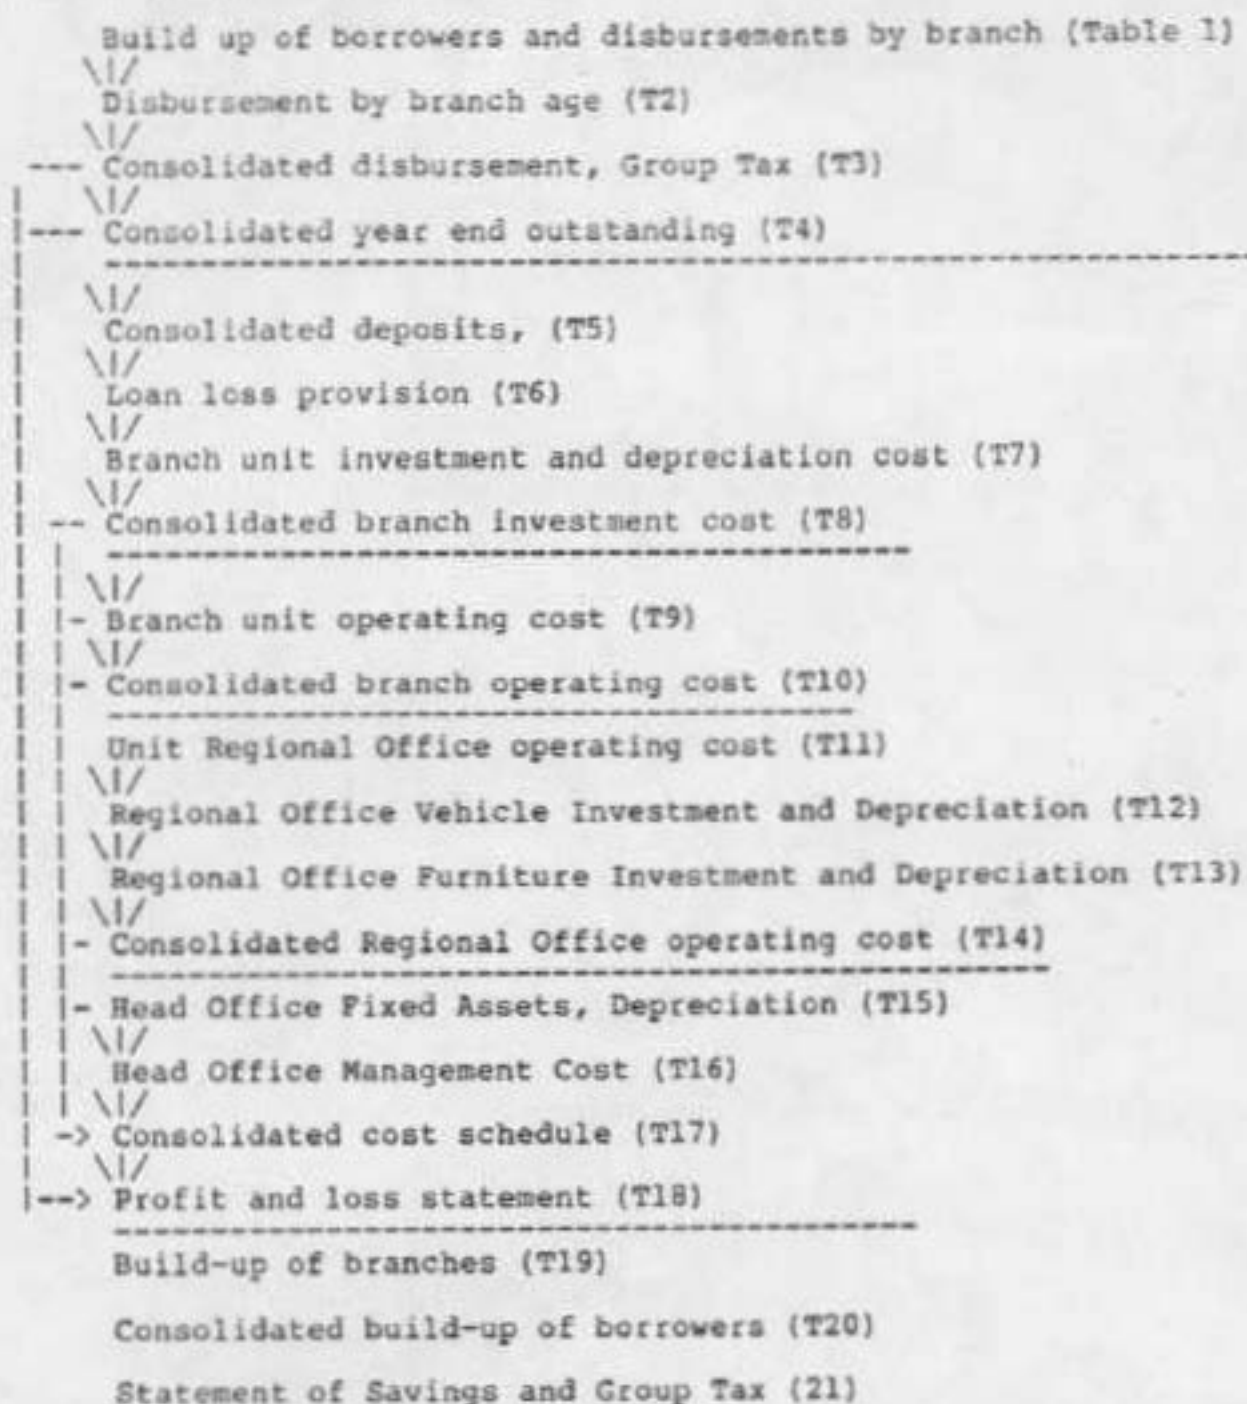 Build up of borrowers and disbursements by branch (Table 1)
\|/
Disbursement by branch age (T2)
\|/
--- Consolidated disbursement, Group Tax (T3)
| \|/
|--- Consolidated year end outstanding (T4)
| ------------------------------------------------------------
| \|/
| Consolidated deposits, (T5)
| \|/
| Loan loss provision (T6)
| \|/
| Branch unit investment and depreciation cost (T7)
| \|/
| -- Consolidated branch investment cost (T8)
| | ------------------------------------------
| | \|/
| |- Branch unit operating cost (T9)
| | \|/
| |- Consolidated branch operating cost (T10)
| | ---------------------------------------
| | Unit Regional Office operating cost (T11)
| | \|/
| | Regional Office Vehicle Investment and Depreciation (T12)
| | \|/
| | Regional Office Furniture Investment and Depreciation (T13)
| | \|/
| |- Consolidated Regional Office operating cost (T14)
| | -------------------------------------------------
| |- Head Office Fixed Assets, Depreciation (T15)
| | \|/
| | Head Office Management Cost (T16)
| | \|/
| -> Consolidated cost schedule (T17)
| \|/
|--> Profit and loss statement (T18)
------------------------------------------
Build-up of branches (T19)
Consolidated build-up of borrowers (T20)
Statement of Savings and Group Tax (21)